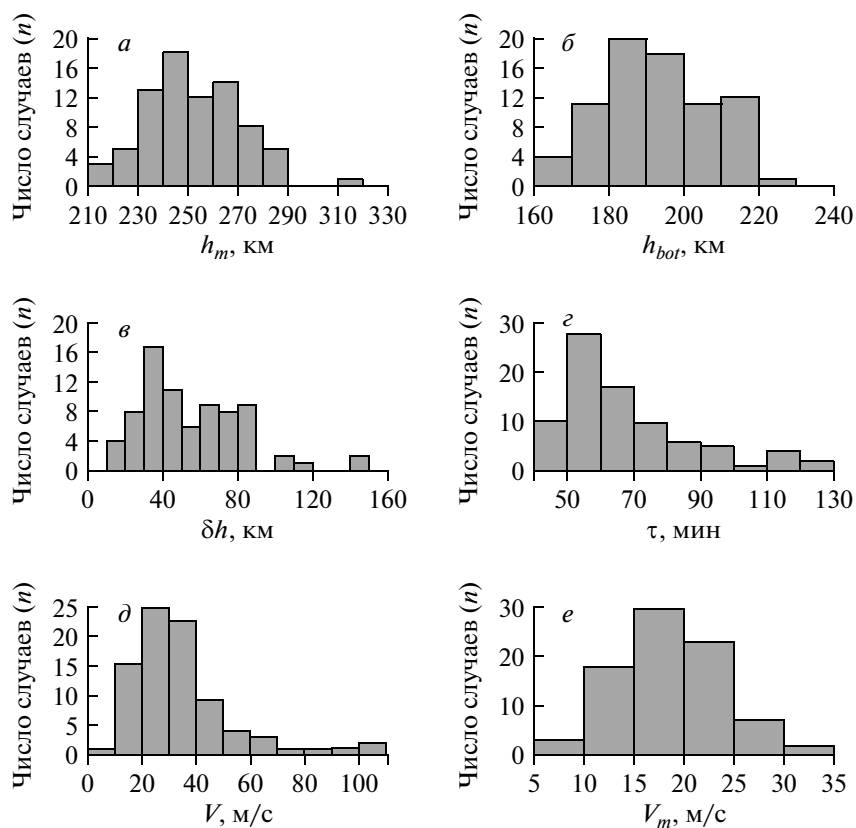 а
Число случаев (n)
20
16
12
8
4
0
210 230 250 270 290 310 330
h_m, км
б
Число случаев (n)
20
16
12
8
4
0
160 180 200 220 240
h_bot, км
в
Число случаев (n)
20
16
12
8
4
0
0 40 80 120 160
δh, км
г
Число случаев (n)
30
20
10
0
50 70 90 110 130
τ, мин
д
Число случаев (n)
25
20
15
10
5
0
0 20 40 60 80 100
V, м/с
е
Число случаев (n)
30
20
10
0
5 10 15 20 25 30 35
V_m, м/с